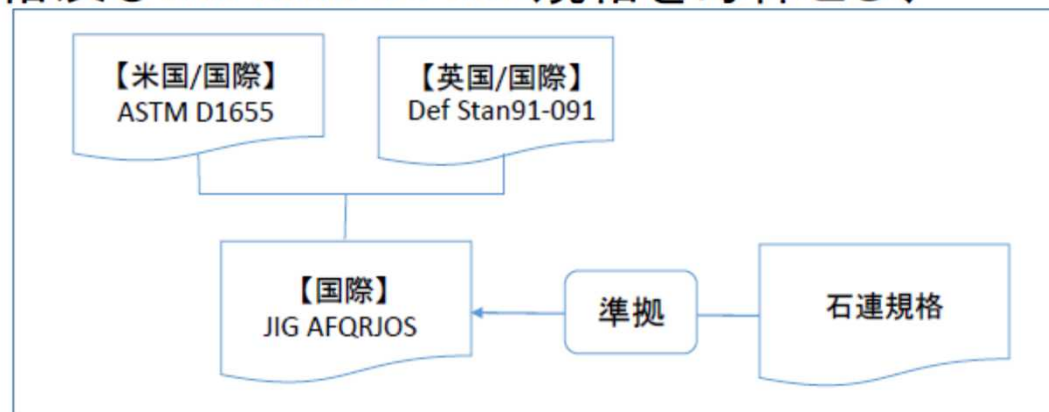 【米国/国際】
ASTM D1655
【英国/国際】
Def Stan91-091
【国際】
JIG AFQRJOS
準拠
石連規格